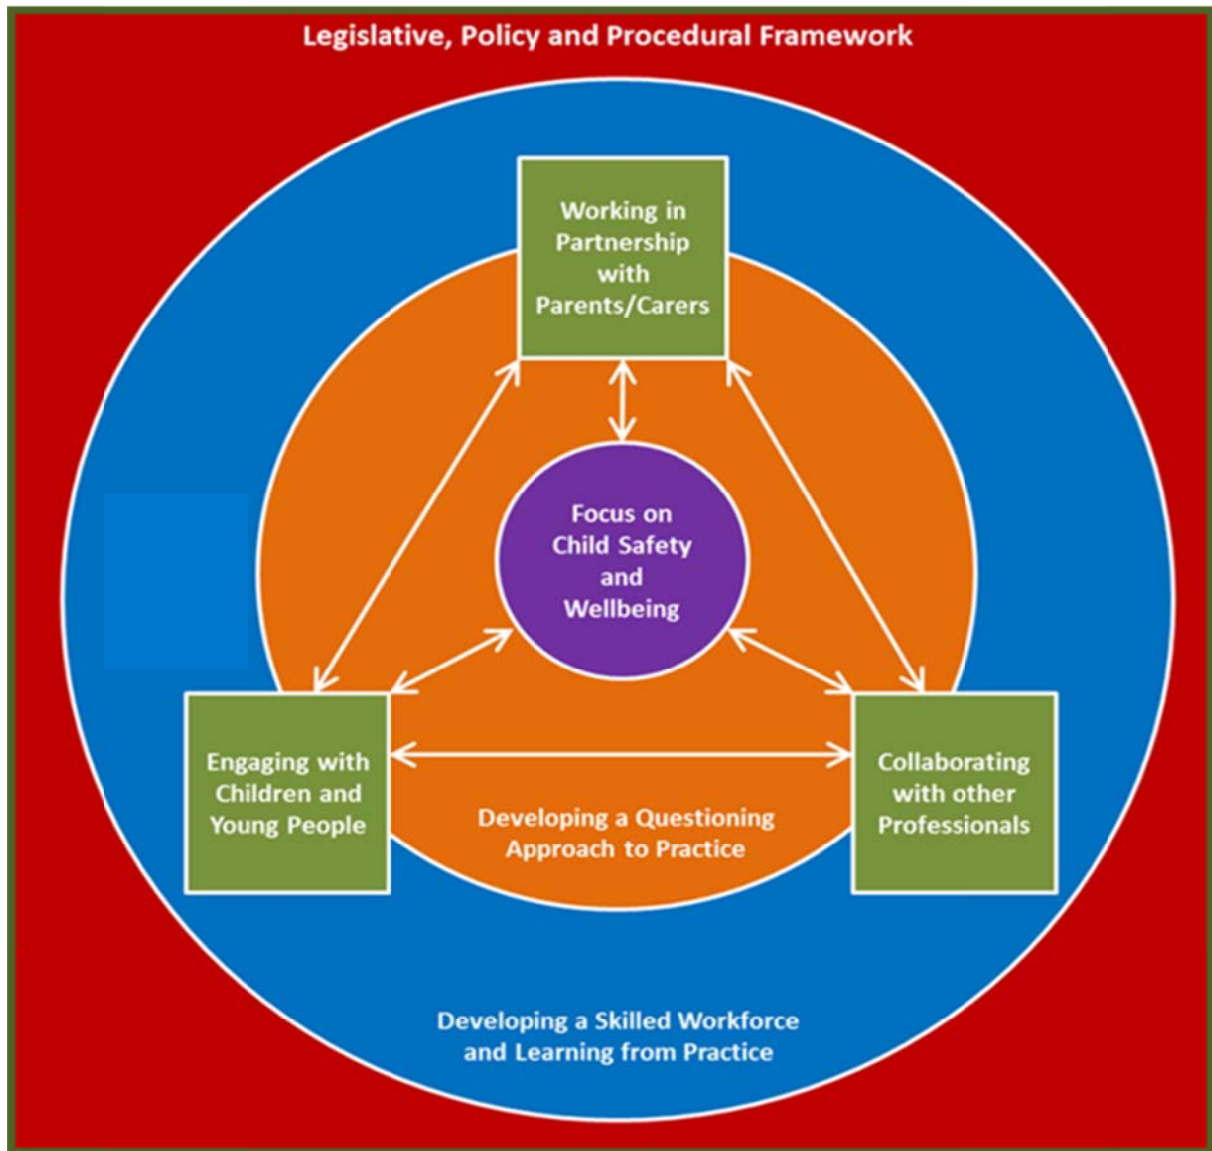 Legislative, Policy and Procedural Framework
Working in
Partnership
with
Parents/Carers
Focus on
Child Safety
and
Wellbeing
Engaging with
Children and
Young People
Collaborating
with other
Professionals
Developing a Questioning
Approach to Practice
Developing a Skilled Workforce
and Learning from Practice